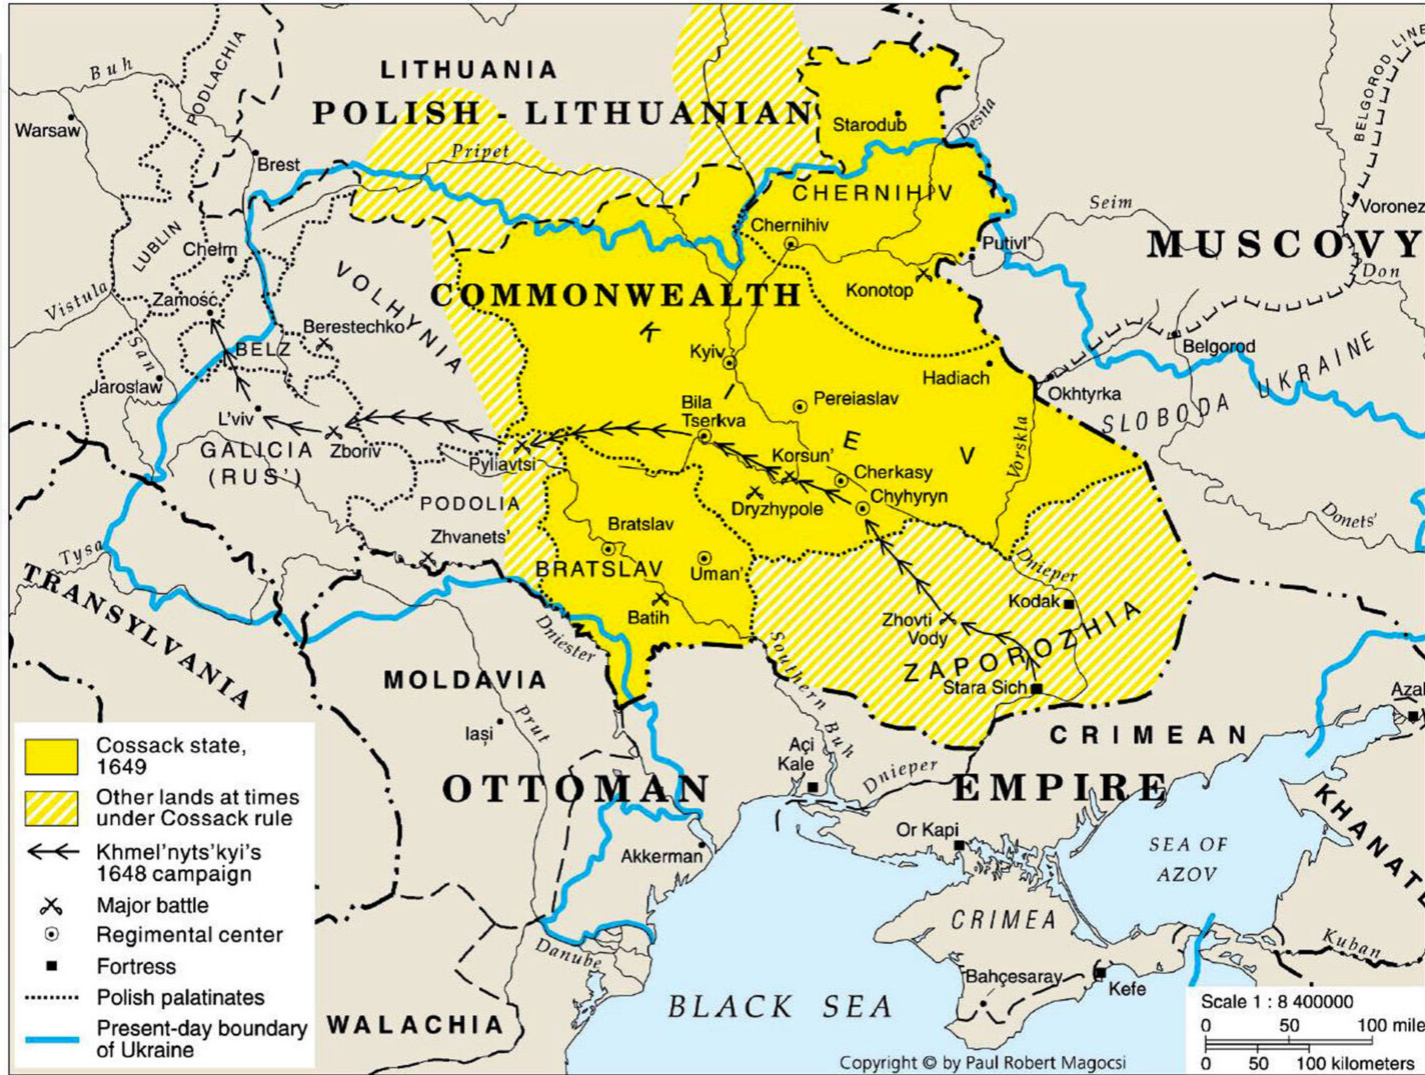 LITHUANIA
POLISH - LITHUANIAN
COMMONWEALTH
MUSCOVY
BELGOROD LINE
Buh
PODLACHIA
Warsaw
Brest
Pripet
Starodub
Desna
CHERNIHIV
Chernihiv
Seim
Putivl'
Voronez
Don
LUBLIN
Chełm
Vistula
Zamość
San
VOLHYNIA
Berestechko
BELZ
Jaroslaw
Konotop
K
E
V
Kyiv
Hadiach
Belgorod
Okhtyrka
SLOBODA UKRAINE
Pereiaslav
Bila
Tserkva
L'viv
GALICIA
(RUS')
Zboriv
Pyliavtsi
Korsun'
Cherkasy
Chyhyryn
Dryzhypole
Vorskla
PODOLIA
Zhvanets'
Bratslav
BRATSLAV
Uman'
Batih
Donets'
Dnieper
Kodak
Zhovti
Vody
ZAPOROZHIA
Stara Sich
Tysa
TRANSYLVANIA
Dniester
MOLDAVIA
Iaşi
Prut
Southern Buh
Açi
Kale
Dnieper
OTTOMAN
EMPIRE
CRIMEAN
KHANATE
Azak
Or Kapi
SEA OF
AZOV
Akkerman
CRIMEA
Kuban
Danube
Bahçesaray
Kefe
BLACK SEA
WALACHIA
Cossack state,
1649
Other lands at times
under Cossack rule
Khmel'nyts'kyi's
1648 campaign
Major battle
Regimental center
Fortress
Polish palatinates
Present-day boundary
of Ukraine
Scale 1 : 8 400000
0 50 100 mile
0 50 100 kilometers
Copyright © by Paul Robert Magocsi